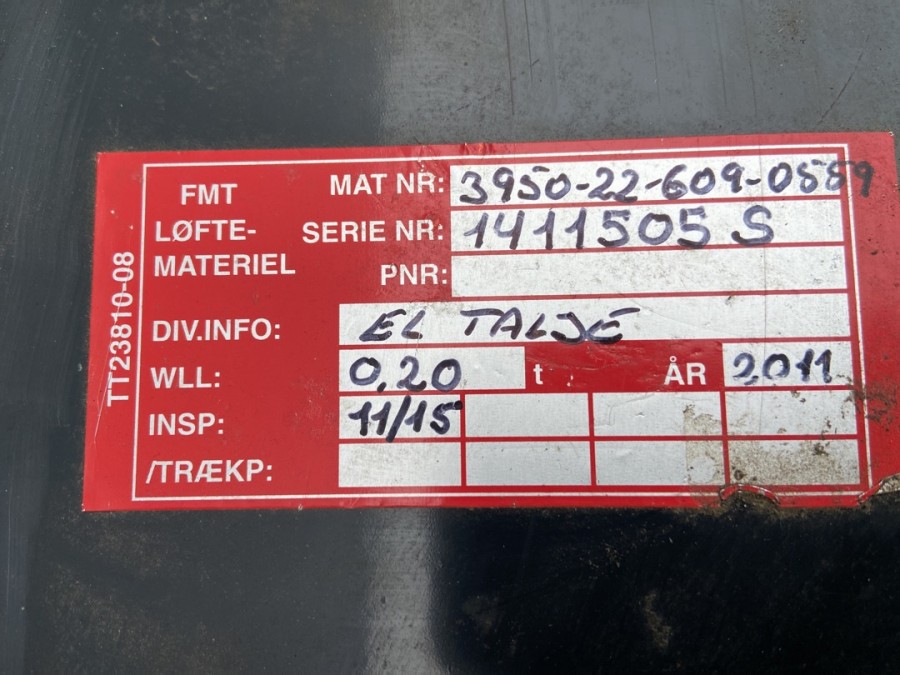 FMT MAT NR: 3950-22-609-0559
LØFTE- SERIE NR: 1411505 S
MATERIEL PNR:
DIV.INFO: EL TALJE
WLL: 0,20 t ÅR 2011
INSP: 11/15
/TRÆKP:
TT23810-08